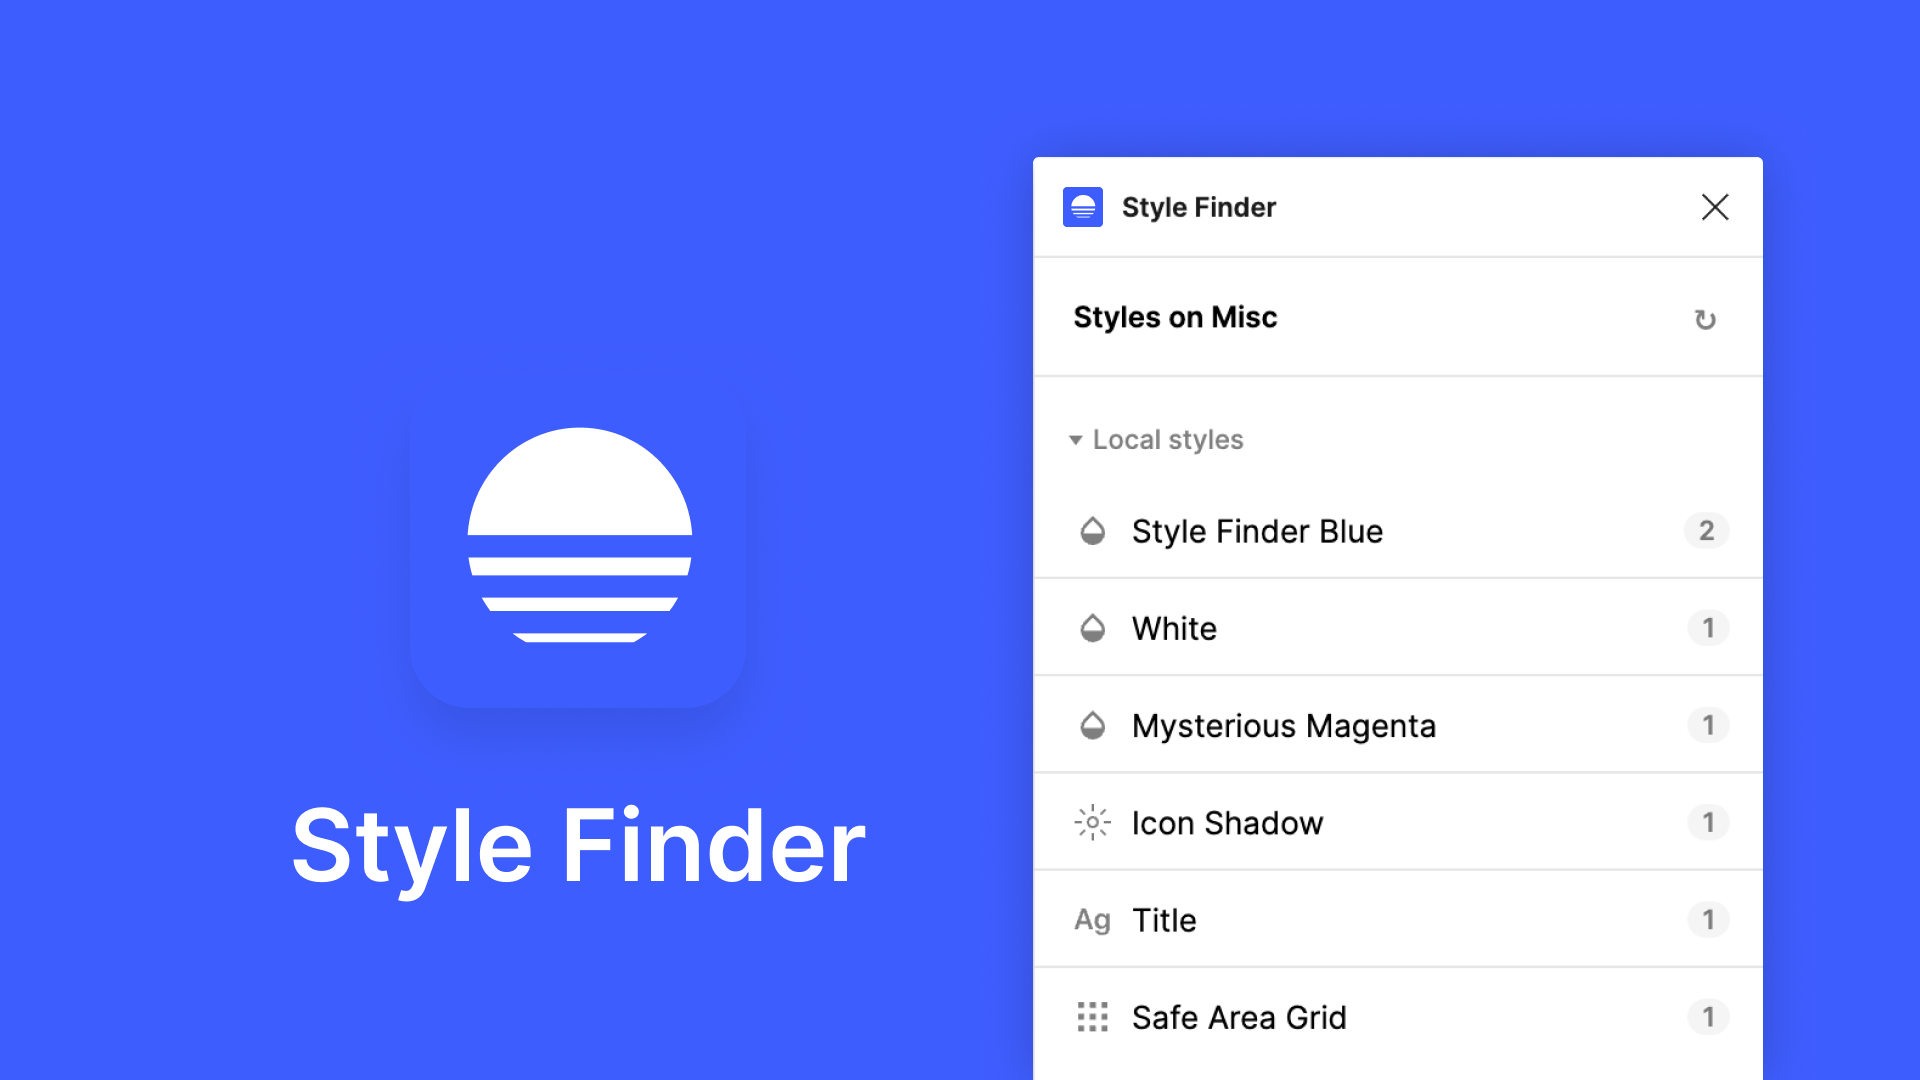 Style Finder
Style Finder
Styles on Misc
Local styles
Style Finder Blue 2
White 1
Mysterious Magenta 1
Icon Shadow 1
Ag Title 1
Safe Area Grid 1